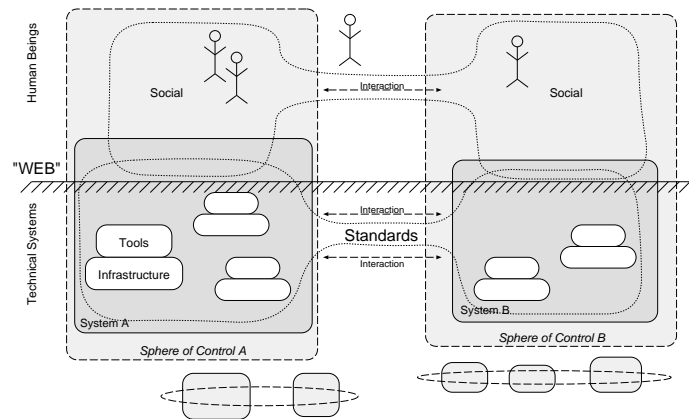 Human Beings
Social
Interaction
Social
"WEB"
Technical Systems
Interaction
Standards
Interaction
Tools
Infrastructure
System A
System B
Sphere of Control A
Sphere of Control B